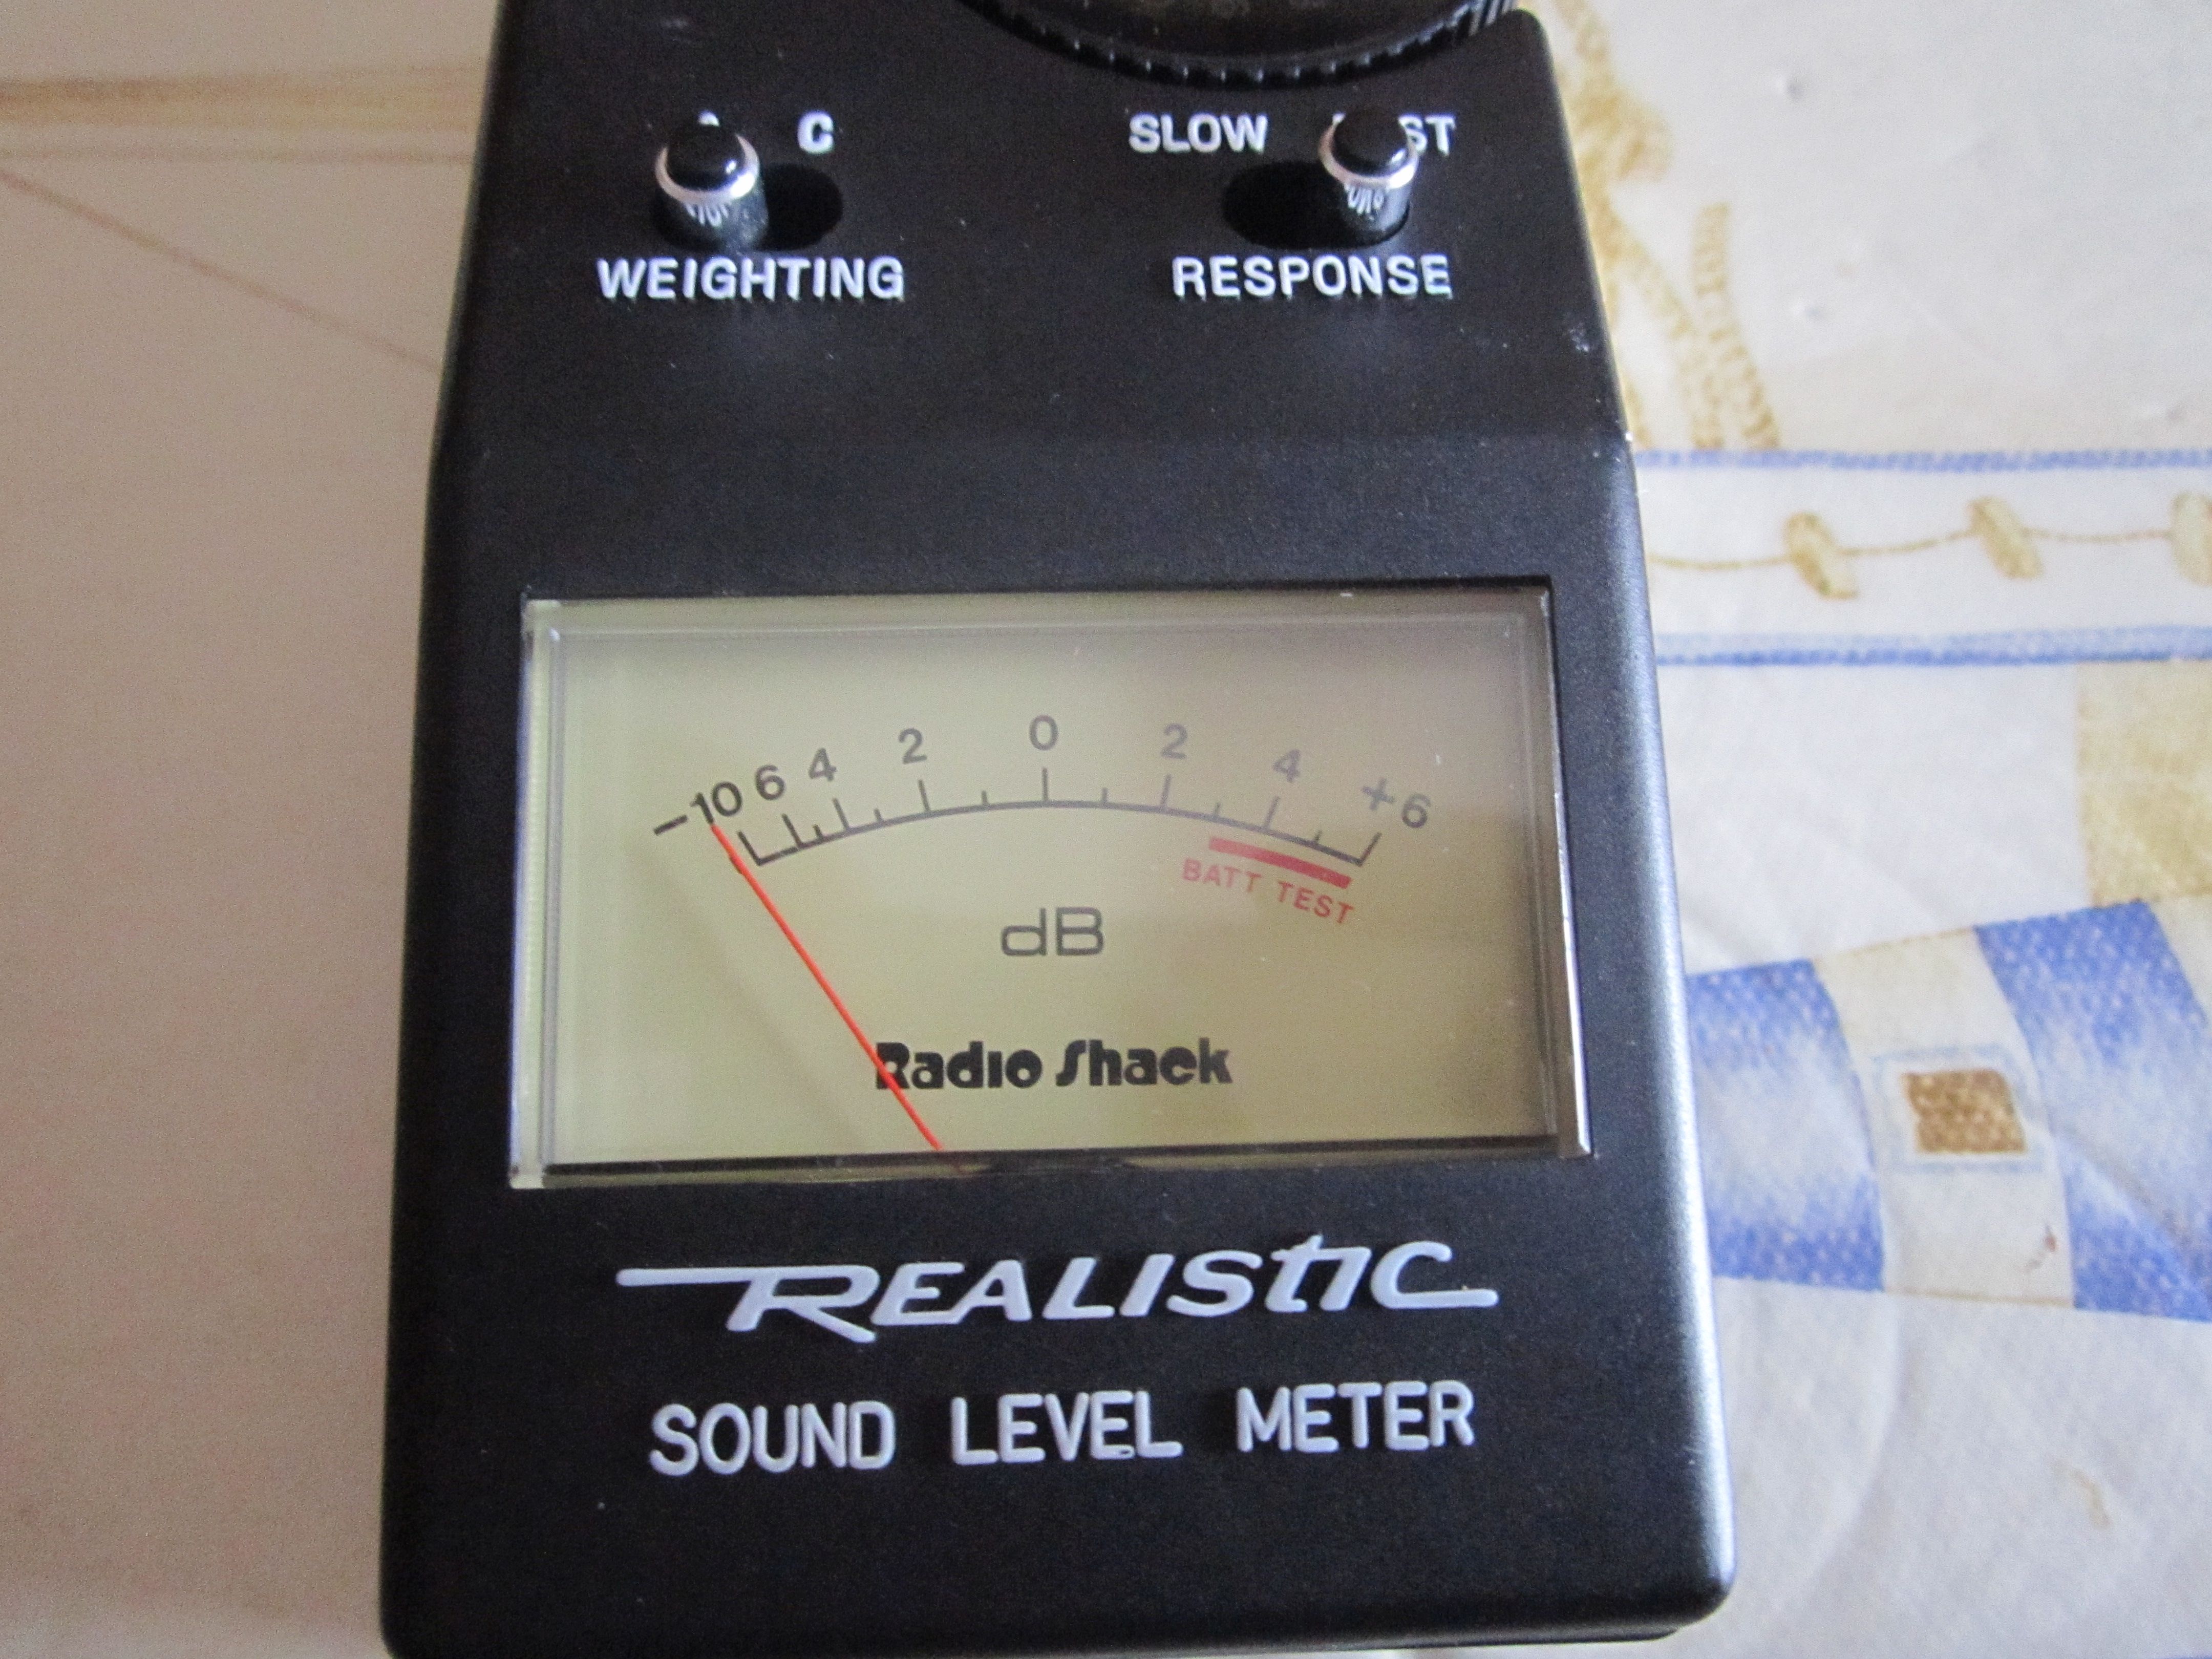 C
SLOW
WEIGHTING
RESPONSE
-10 6 4 2 0 2 4 +6
BATT TEST
dB
Radio Shack
REALISTIC
SOUND LEVEL METER